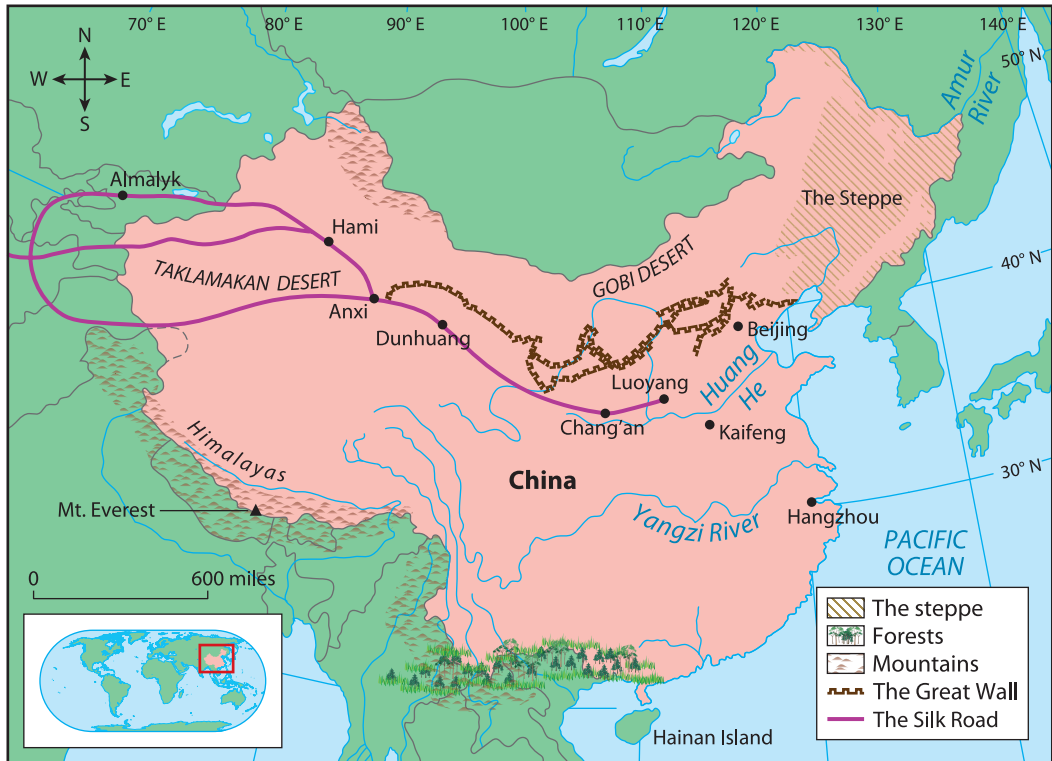 70° E
80° E
90° E
100° E
110° E
120° E
130° E
140° E
50° N
N
W
E
S
Amur
River
Almalyk
The Steppe
Hami
TAKLAMAKAN DESERT
GOBI DESERT
40° N
Anxi
Dunhuang
Beijing
Luoyang
Huang
He
Chang'an
Kaifeng
Himalayas
China
30° N
Mt. Everest
Yangzi River
Hangzhou
PACIFIC
OCEAN
0
600 miles
The steppe
Forests
Mountains
The Great Wall
The Silk Road
Hainan Island